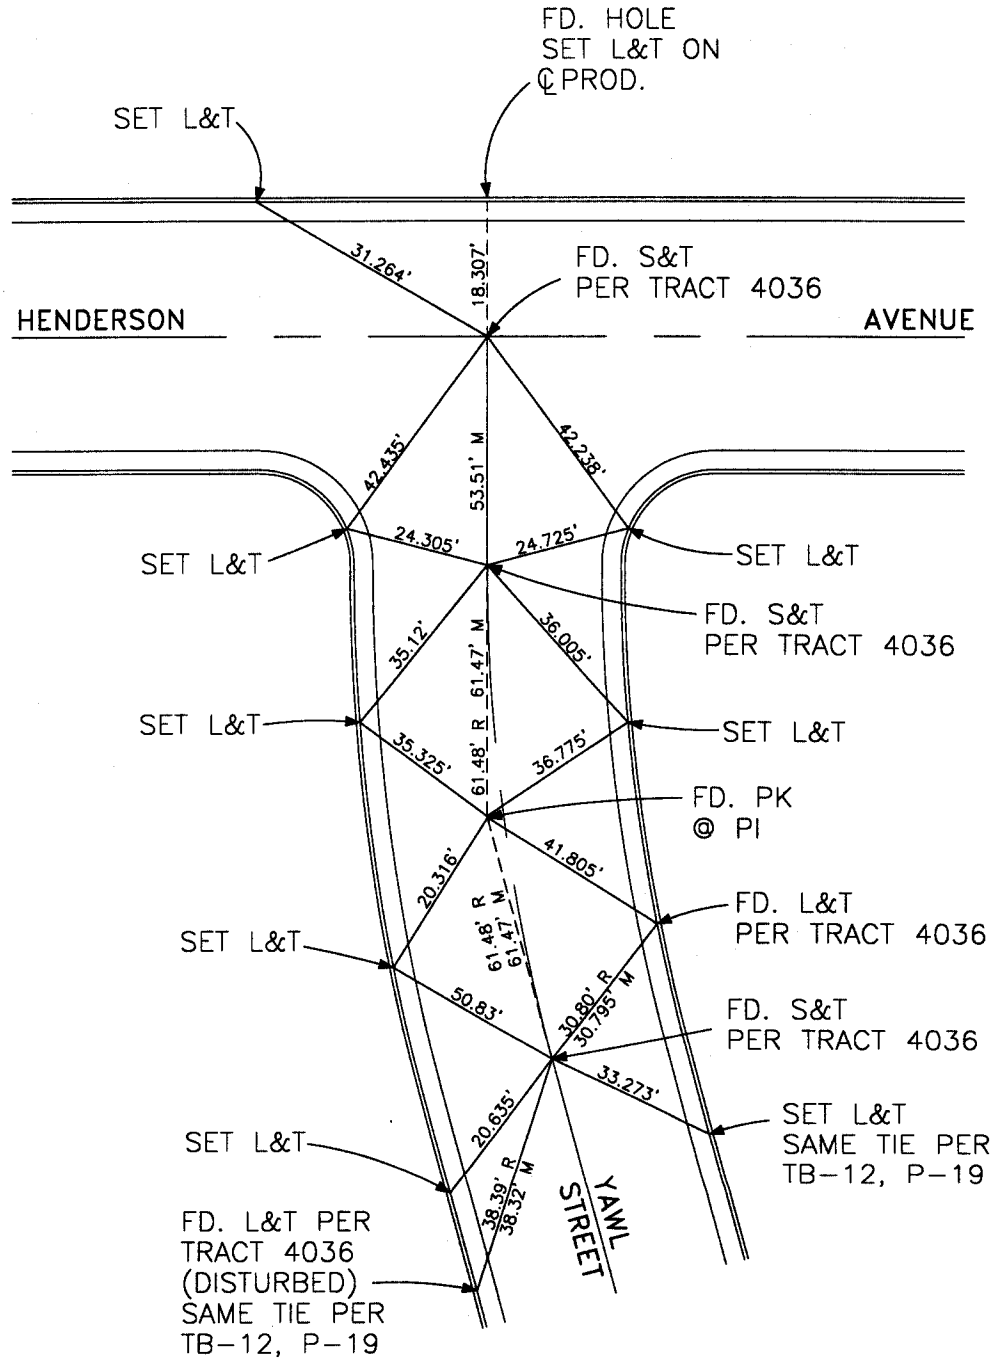 FD. HOLE
SET L&T ON
℄ PROD.
SET L&T
31.264'
18.307'
FD. S&T
PER TRACT 4036
HENDERSON
AVENUE
42.435'
53.51' M
42.238'
24.305'
24.725'
SET L&T
SET L&T
FD. S&T
PER TRACT 4036
35.12'
61.48' R 61.47' M
36.005'
SET L&T
SET L&T
35.325'
36.775'
FD. PK
@ PI
20.316'
41.805'
61.48' R
61.47' M
FD. L&T
PER TRACT 4036
SET L&T
50.83'
30.80' R
30.795' M
FD. S&T
PER TRACT 4036
33.273'
SET L&T
SAME TIE PER
TB-12, P-19
SET L&T
20.635'
38.39' R
38.32' M
YAWL
STREET
FD. L&T PER
TRACT 4036
(DISTURBED)
SAME TIE PER
TB-12, P-19